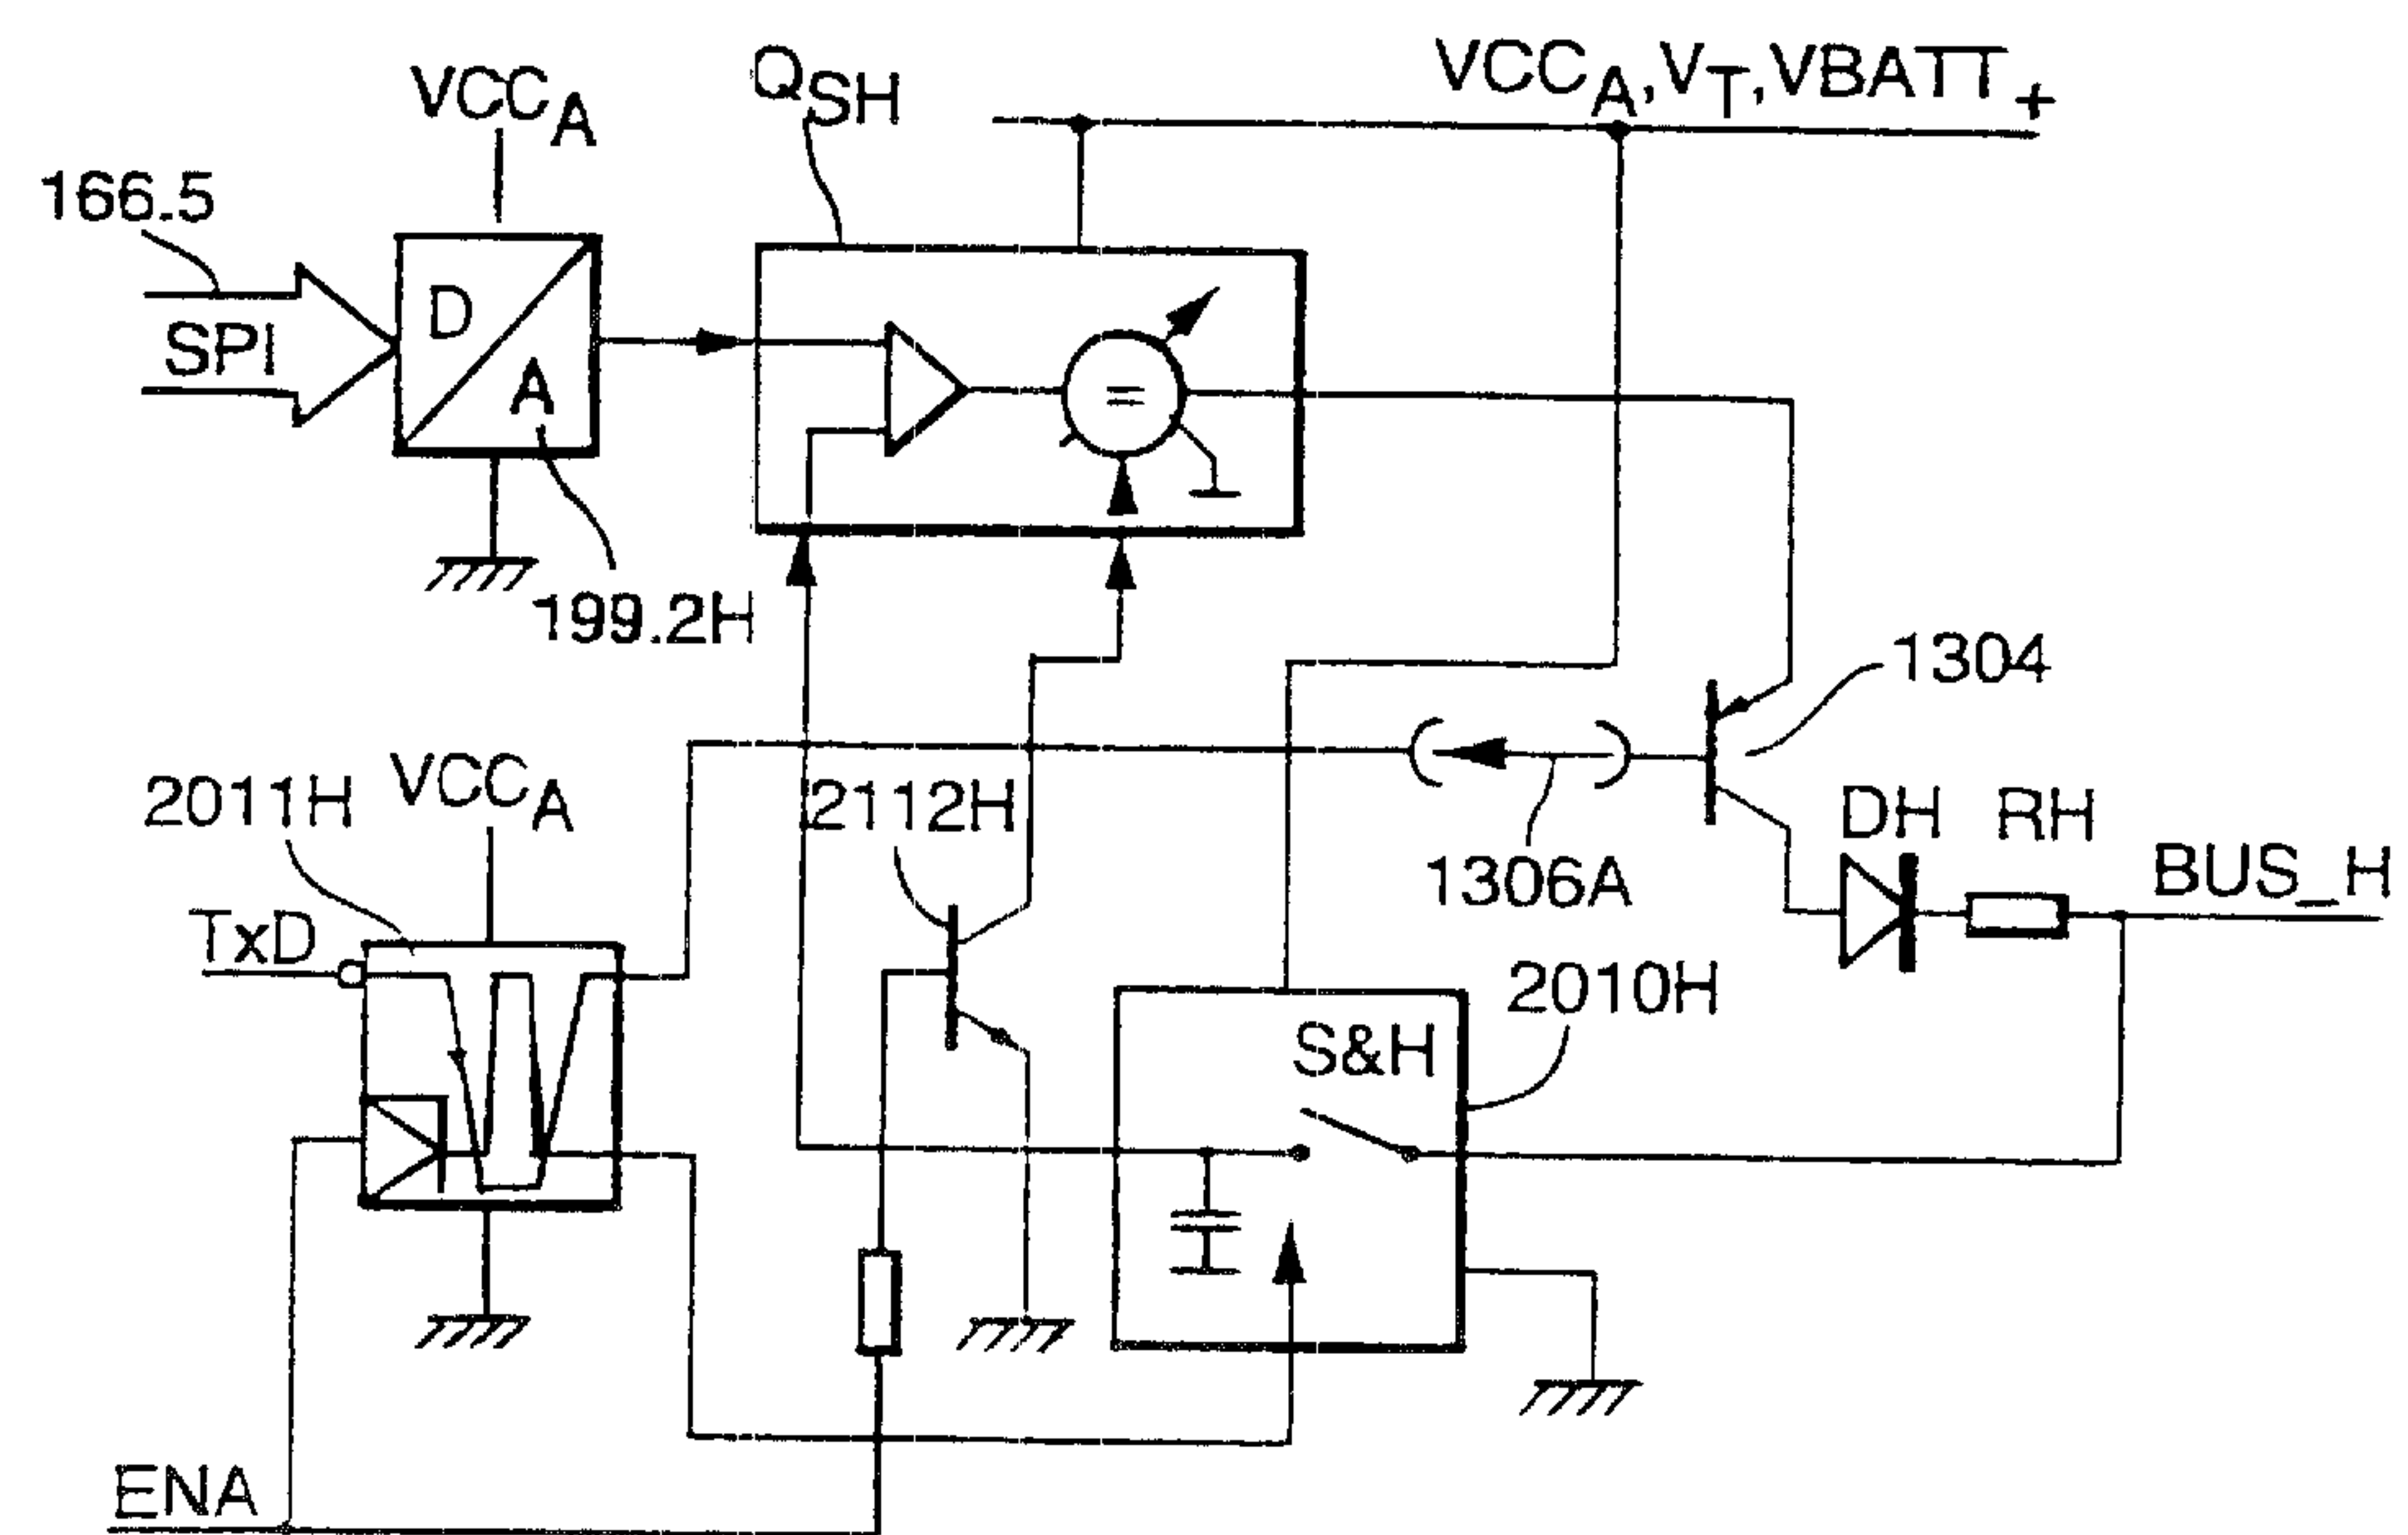 VCCA
QSH
VCCA,VT,VBATT+
166.5
SPI
D
A
=
199.2H
1304
2011H
VCCA
2112H
1306A
DH
RH
BUS_H
TxD
2010H
S&H
ENA